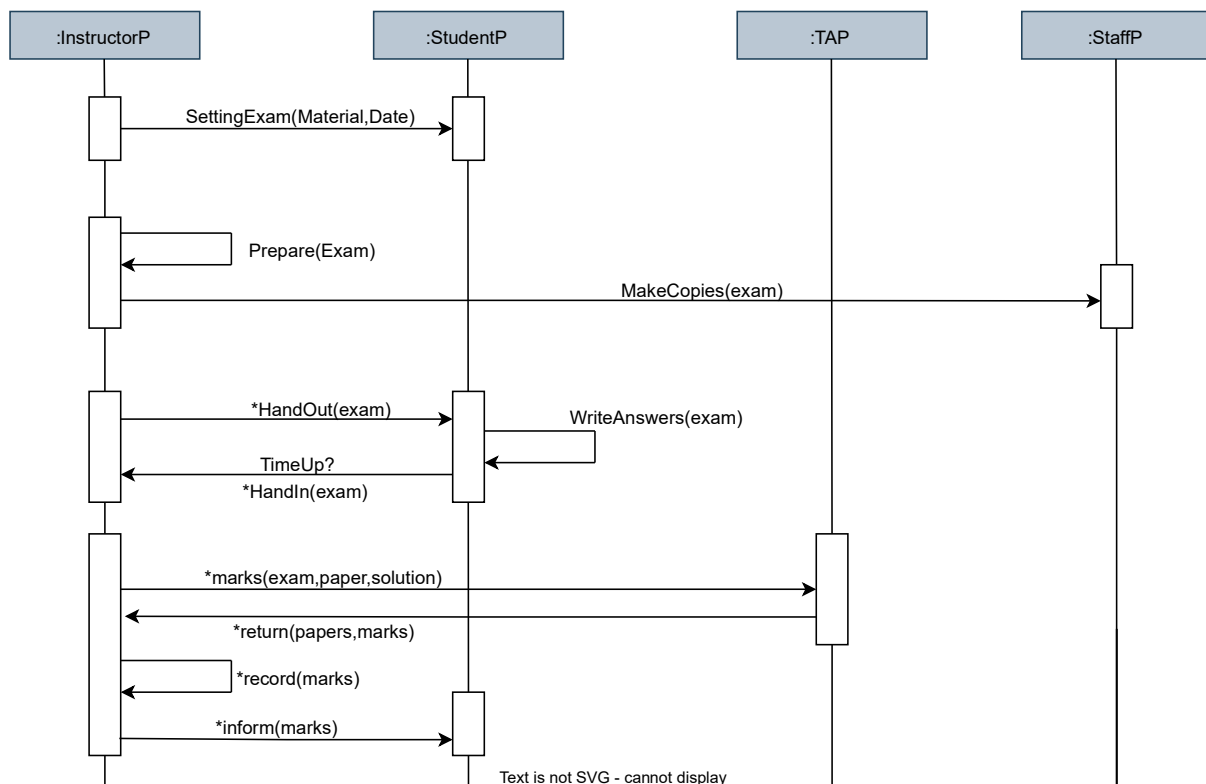 :InstructorP
:StudentP
:TAP
:StaffP
SettingExam(Material,Date)
Prepare(Exam)
MakeCopies(exam)
*HandOut(exam)
WriteAnswers(exam)
TimeUp?
*HandIn(exam)
*marks(exam,paper,solution)
*return(papers,marks)
*record(marks)
*inform(marks)
Text is not SVG - cannot display